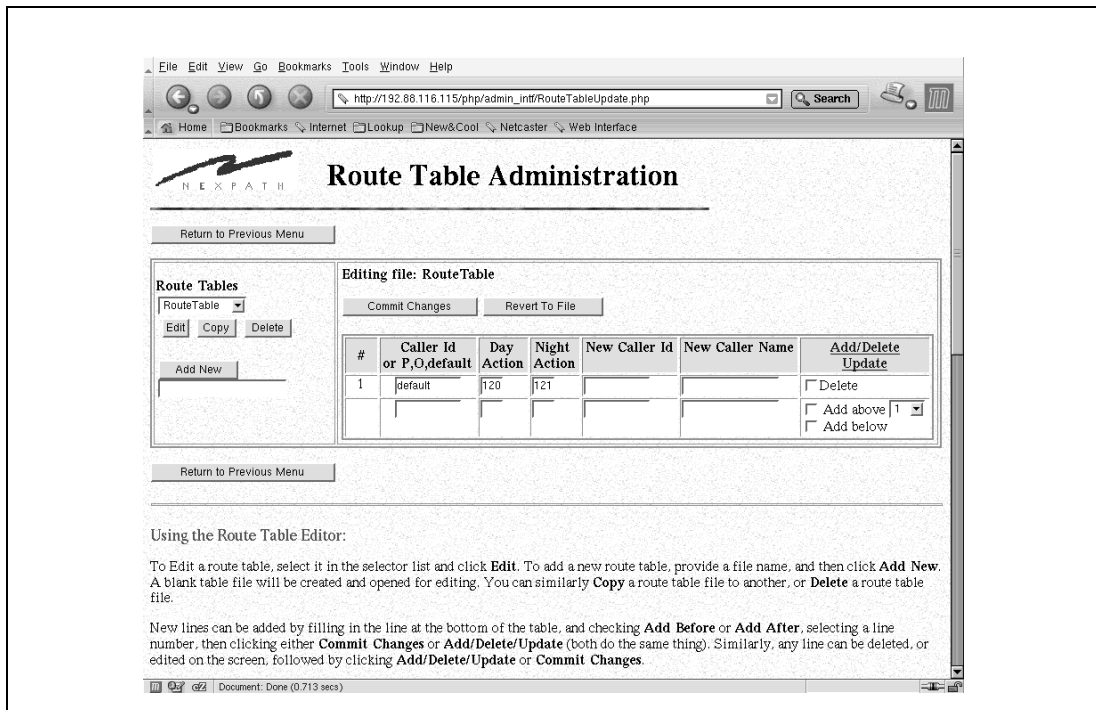 File Edit View Go Bookmarks Tools Window Help
http://192.88.116.115/php/admin_intf/RouteTableUpdate.php Search
Home Bookmarks Internet Lookup New&Cool Netcaster Web Interface
NEXPATH
Route Table Administration
Return to Previous Menu
Route Tables
RouteTable
Edit Copy Delete
Add New
Editing file: RouteTable
Commit Changes Revert To File
# Caller Id Day Night New Caller Id New Caller Name Add/Delete
or P,O,default Action Action Update
1 default 120 121 Delete
Add above 1
Add below
Return to Previous Menu
Using the Route Table Editor:
To Edit a route table, select it in the selector list and click Edit. To add a new route table, provide a file name, and then click Add New.
A blank table file will be created and opened for editing. You can similarly Copy a route table file to another, or Delete a route table
file.
New lines can be added by filling in the line at the bottom of the table, and checking Add Before or Add After, selecting a line
number, then clicking either Commit Changes or Add/Delete/Update (both do the same thing). Similarly, any line can be deleted, or
edited on the screen, followed by clicking Add/Delete/Update or Commit Changes.
Document: Done (0.713 secs)